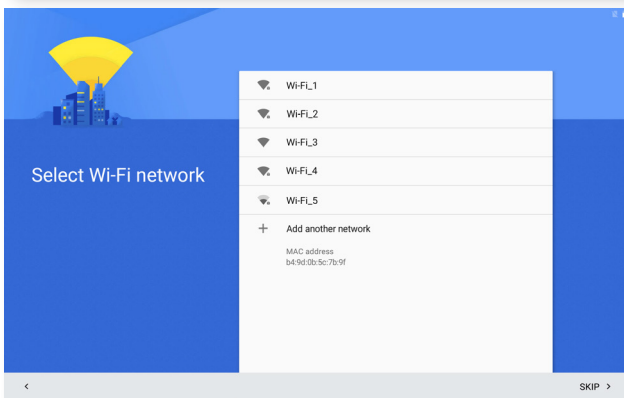 Select Wi-Fi network
Wi-Fi_1
Wi-Fi_2
Wi-Fi_3
Wi-Fi_4
Wi-Fi_5
Add another network
MAC address
b4:9d:0b:5c:7b:9f
SKIP